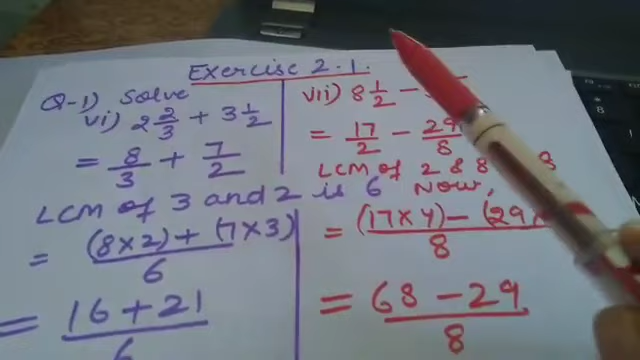 Exercise 2.1.
Q-1) Solve
vi) 2 2/3 + 3 1/2
= 8/3 + 7/2
LCM of 3 and 2 is 6
= (8×2) + (7×3) / 6
= 16 + 21 / 6
vii) 8 1/2 -
= 17/2 - 29/8
LCM of 2 & 8 8
Now,
= (17×4) - (29× / 8
= 68 - 29 / 8